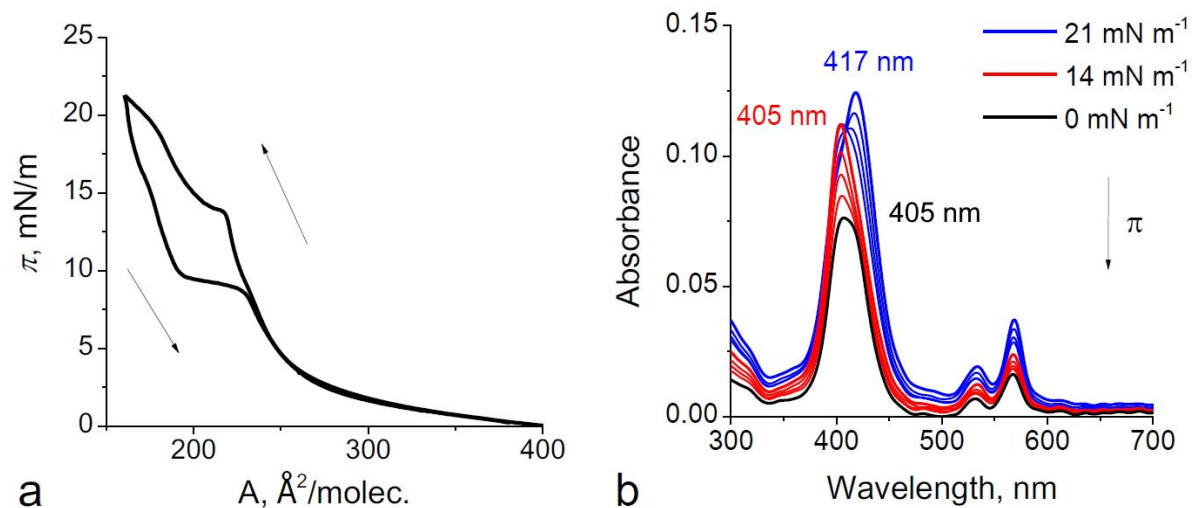 25
20
15
10
5
0
π, mN/m
200
300
400
A, Å²/molec.
a
0.15
0.10
0.05
0.00
Absorbance
417 nm
405 nm
405 nm
21 mN m⁻¹
14 mN m⁻¹
0 mN m⁻¹
π
300
400
500
600
700
Wavelength, nm
b